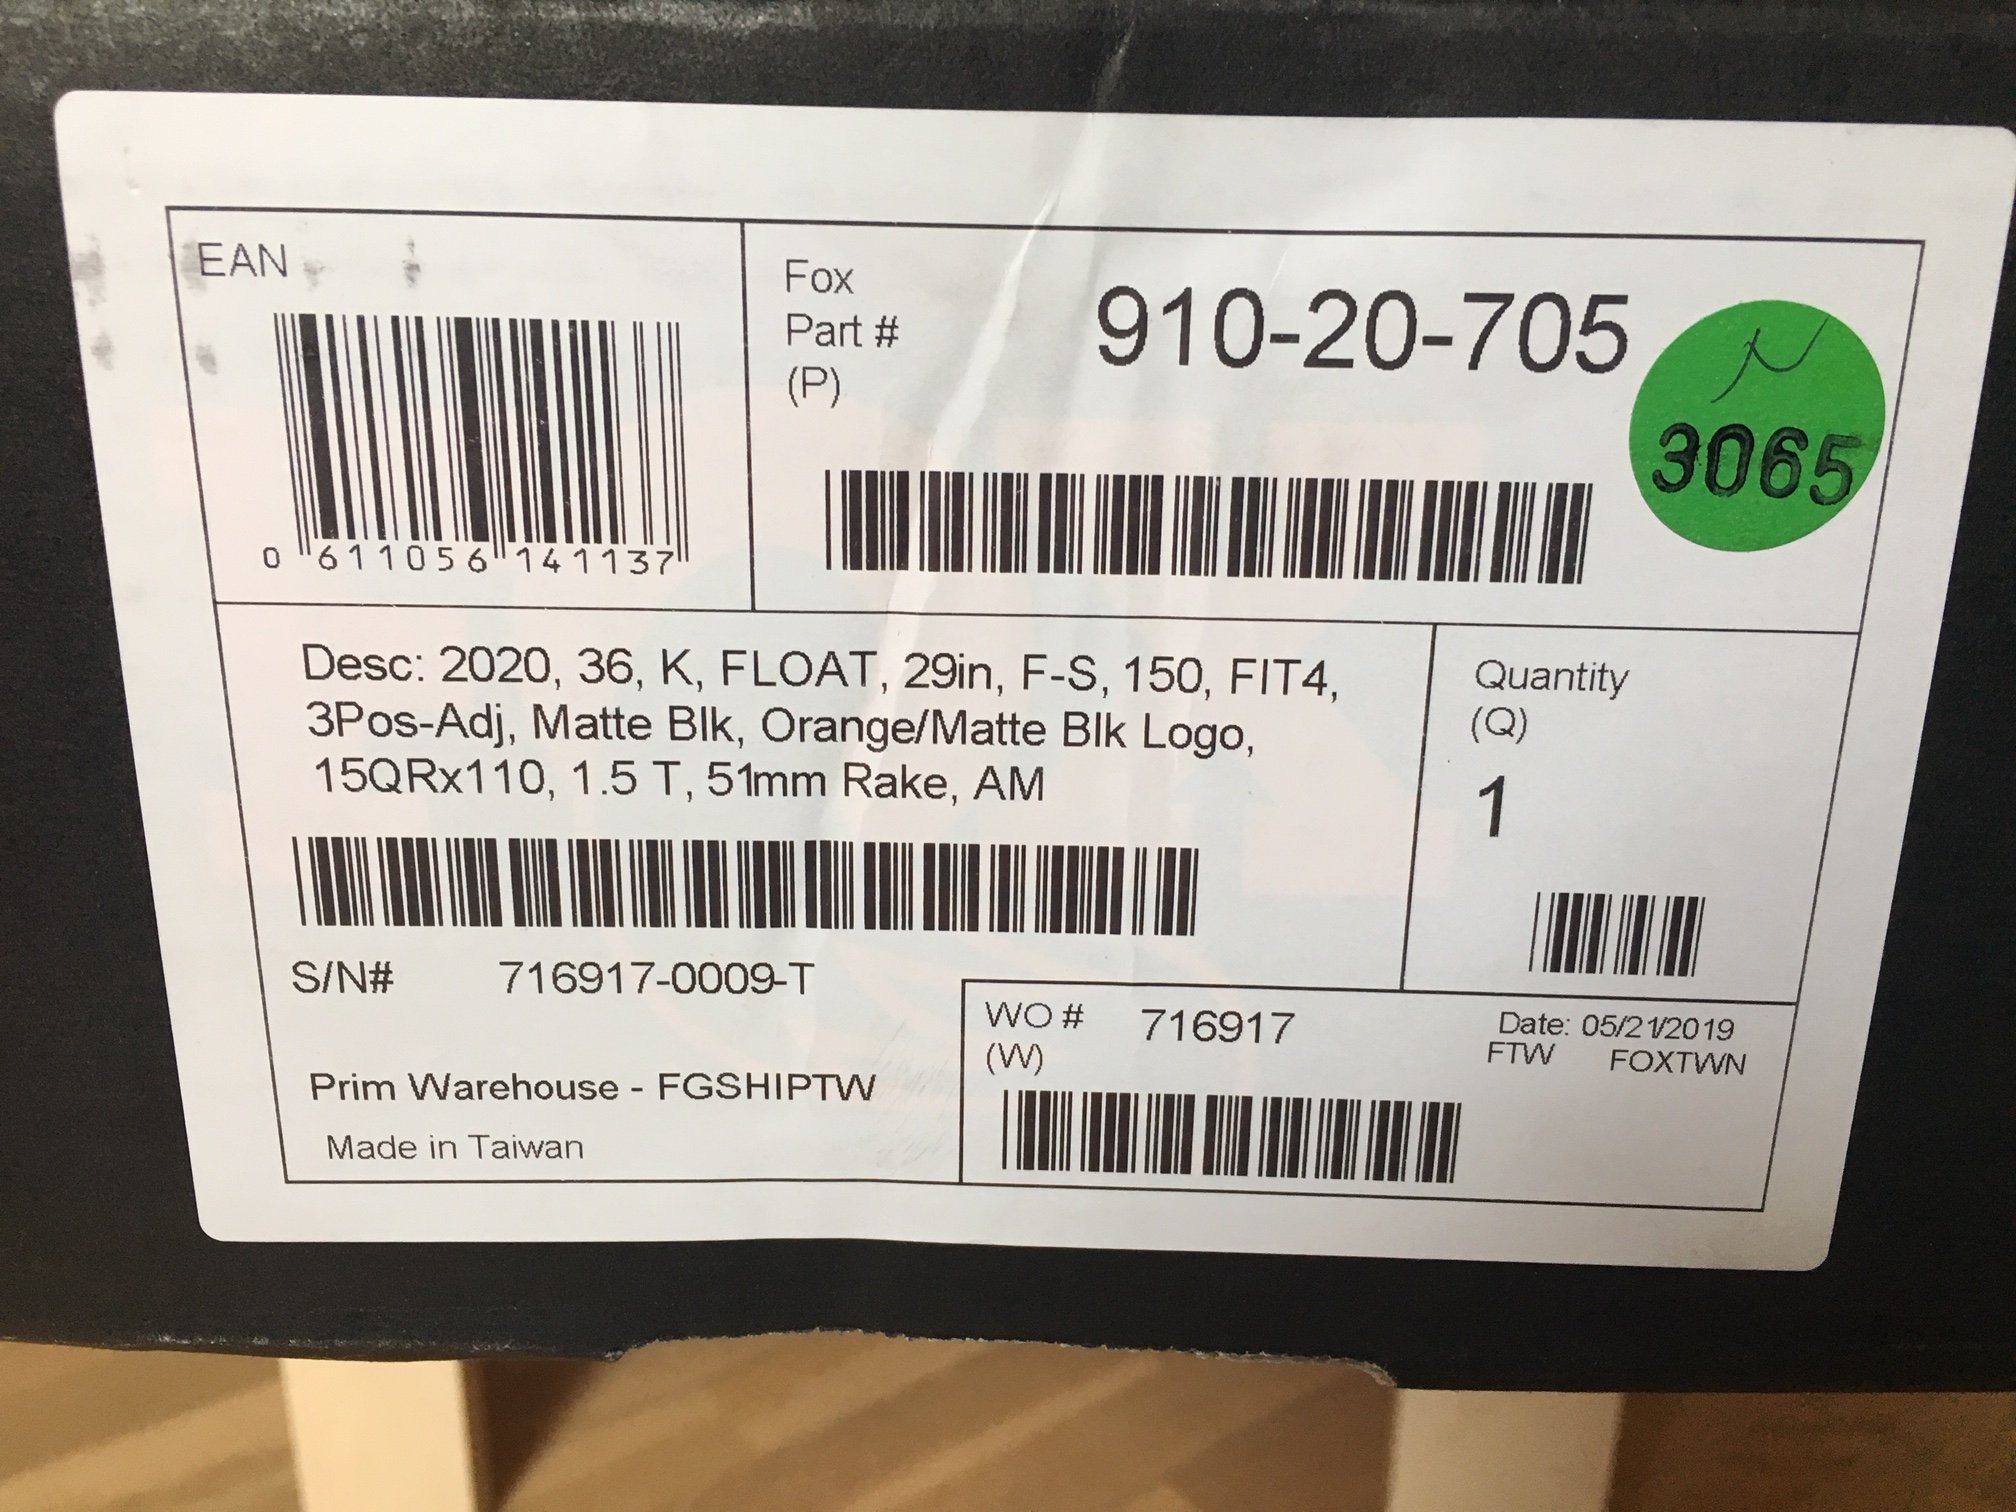 EAN
0 611056 141137
Fox
Part #
(P)
910-20-705
3065
Desc: 2020, 36, K, FLOAT, 29in, F-S, 150, FIT4,
3Pos-Adj, Matte Blk, Orange/Matte Blk Logo,
15QRx110, 1.5 T, 51mm Rake, AM
Quantity
(Q)
1
S/N# 716917-0009-T
Prim Warehouse - FGSHIPTW
Made in Taiwan
WO # 716917
(W)
Date: 05/21/2019
FTW FOXTWN